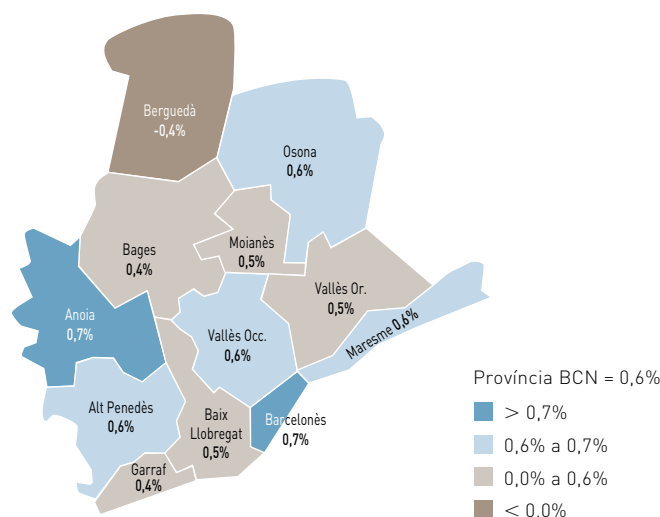 Berguedà
-0,4%
Osona
0,6%
Bages
0,4%
Moianès
0,5%
Vallès Or.
0,5%
Maresme 0,6%
Anoia
0,7%
Vallès Occ.
0,6%
Alt Penedès
0,6%
Baix
Llobregat
0,5%
Barcelonès
0,7%
Garraf
0,4%
Província BCN = 0,6%
> 0,7%
0,6% a 0,7%
0,0% a 0,6%
< 0,0%